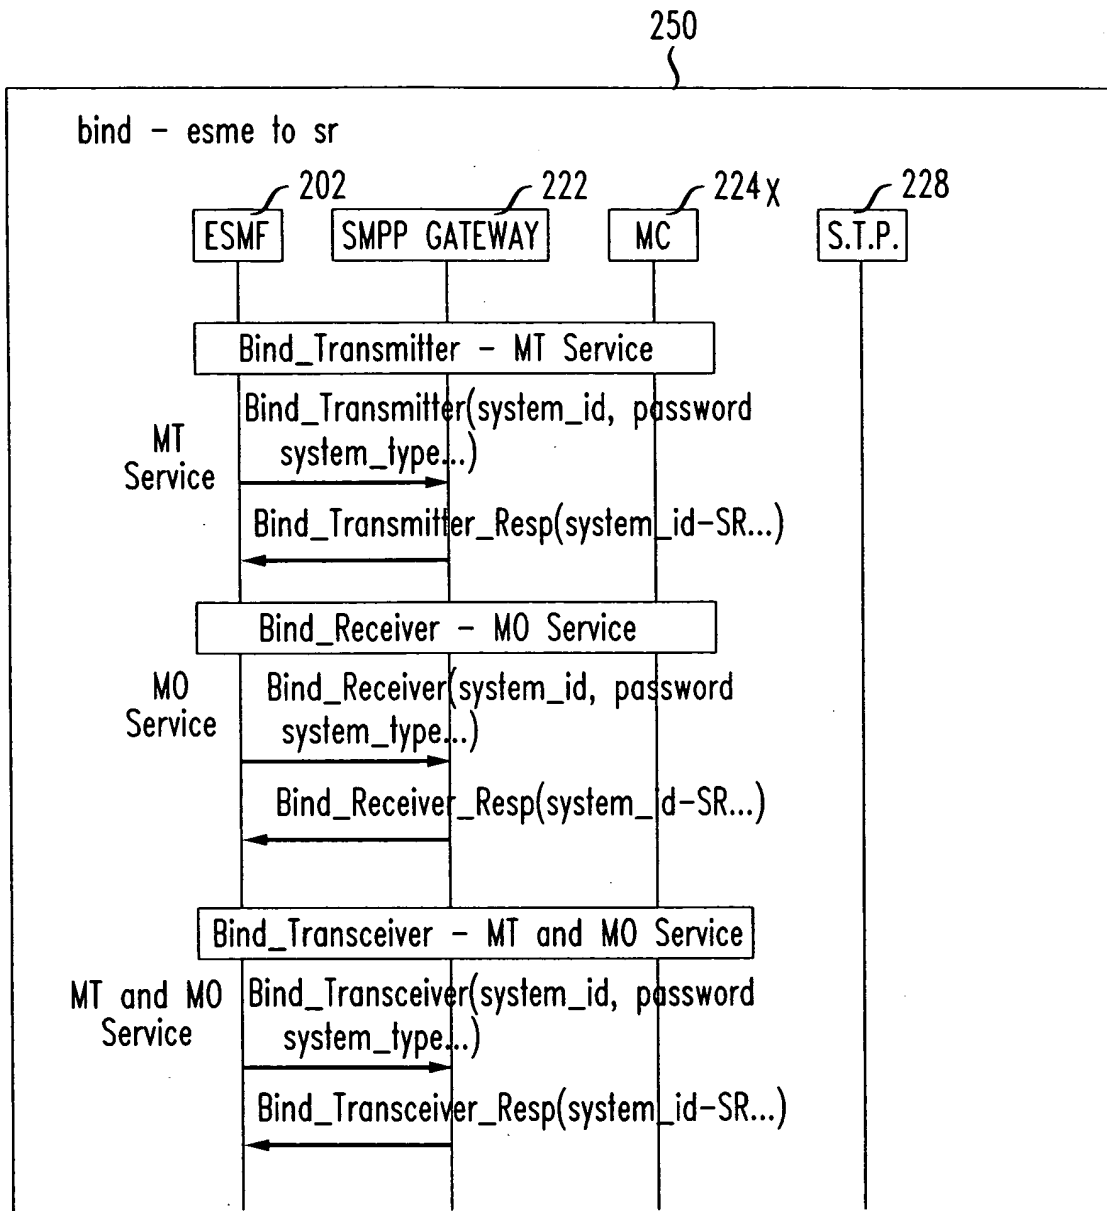 250
bind - esme to sr
202
222
224x
228
ESMF
SMPP GATEWAY
MC
S.T.P.
Bind_Transmitter - MT Service
Bind_Transmitter(system_id, password
system_type...)
MT
Service
Bind_Transmitter_Resp(system_id-SR...)
Bind_Receiver - MO Service
MO
Service
Bind_Receiver(system_id, password
system_type...)
Bind_Receiver_Resp(system_id-SR...)
Bind_Transceiver - MT and MO Service
MT and MO
Service
Bind_Transceiver(system_id, password
system_type...)
Bind_Transceiver_Resp(system_id-SR...)